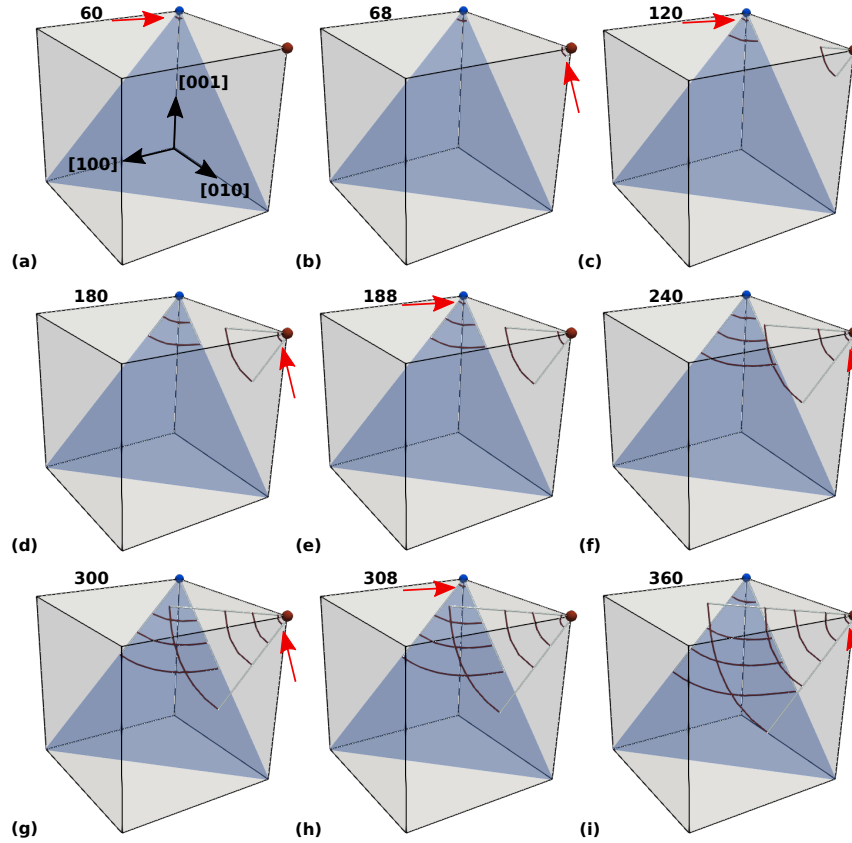 60
68
120
[001]
[100]
[010]
(a)
(b)
(c)
180
188
240
(d)
(e)
(f)
300
308
360
(g)
(h)
(i)